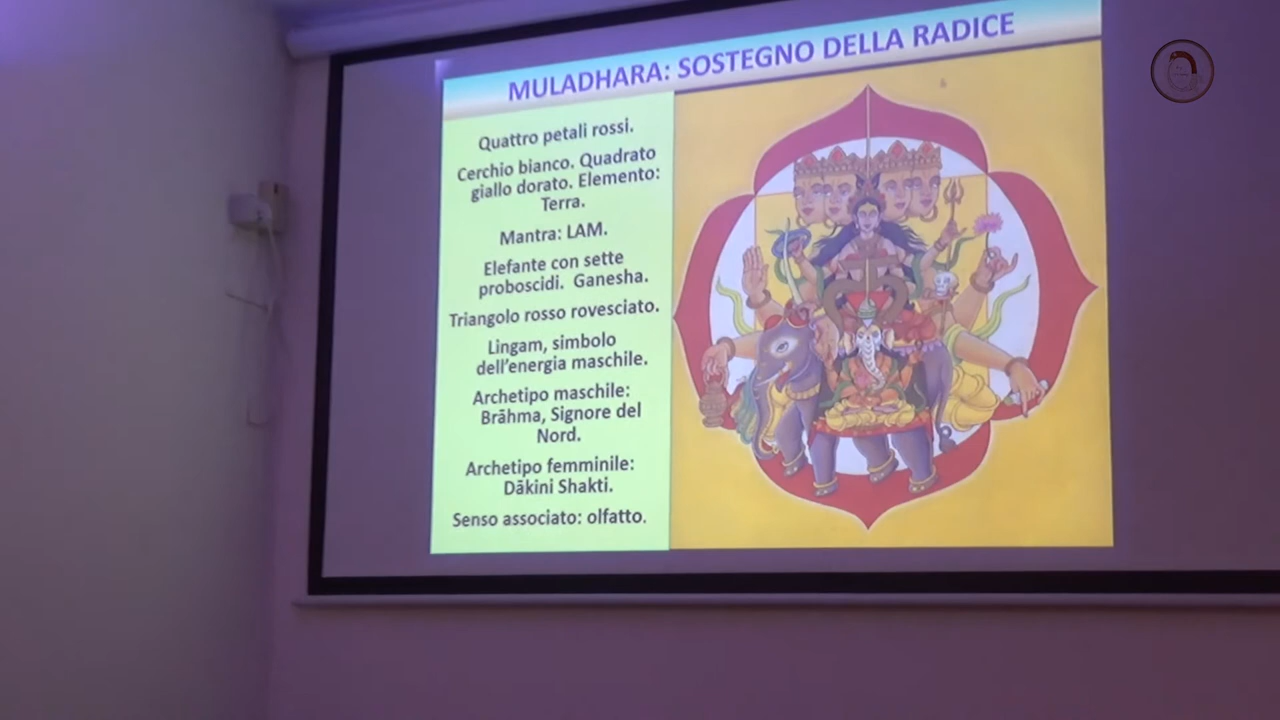 MULADHARA: SOSTEGNO DELLA RADICE
Quattro petali rossi.
Cerchio bianco. Quadrato
giallo dorato. Elemento:
Terra.
Mantra: LAM.
Elefante con sette
proboscidi. Ganesha.
Triangolo rosso rovesciato.
Lingam, simbolo
dell'energia maschile.
Archetipo maschile:
Brāhma, Signore del
Nord.
Archetipo femminile:
Dākini Shakti.
Senso associato: olfatto.